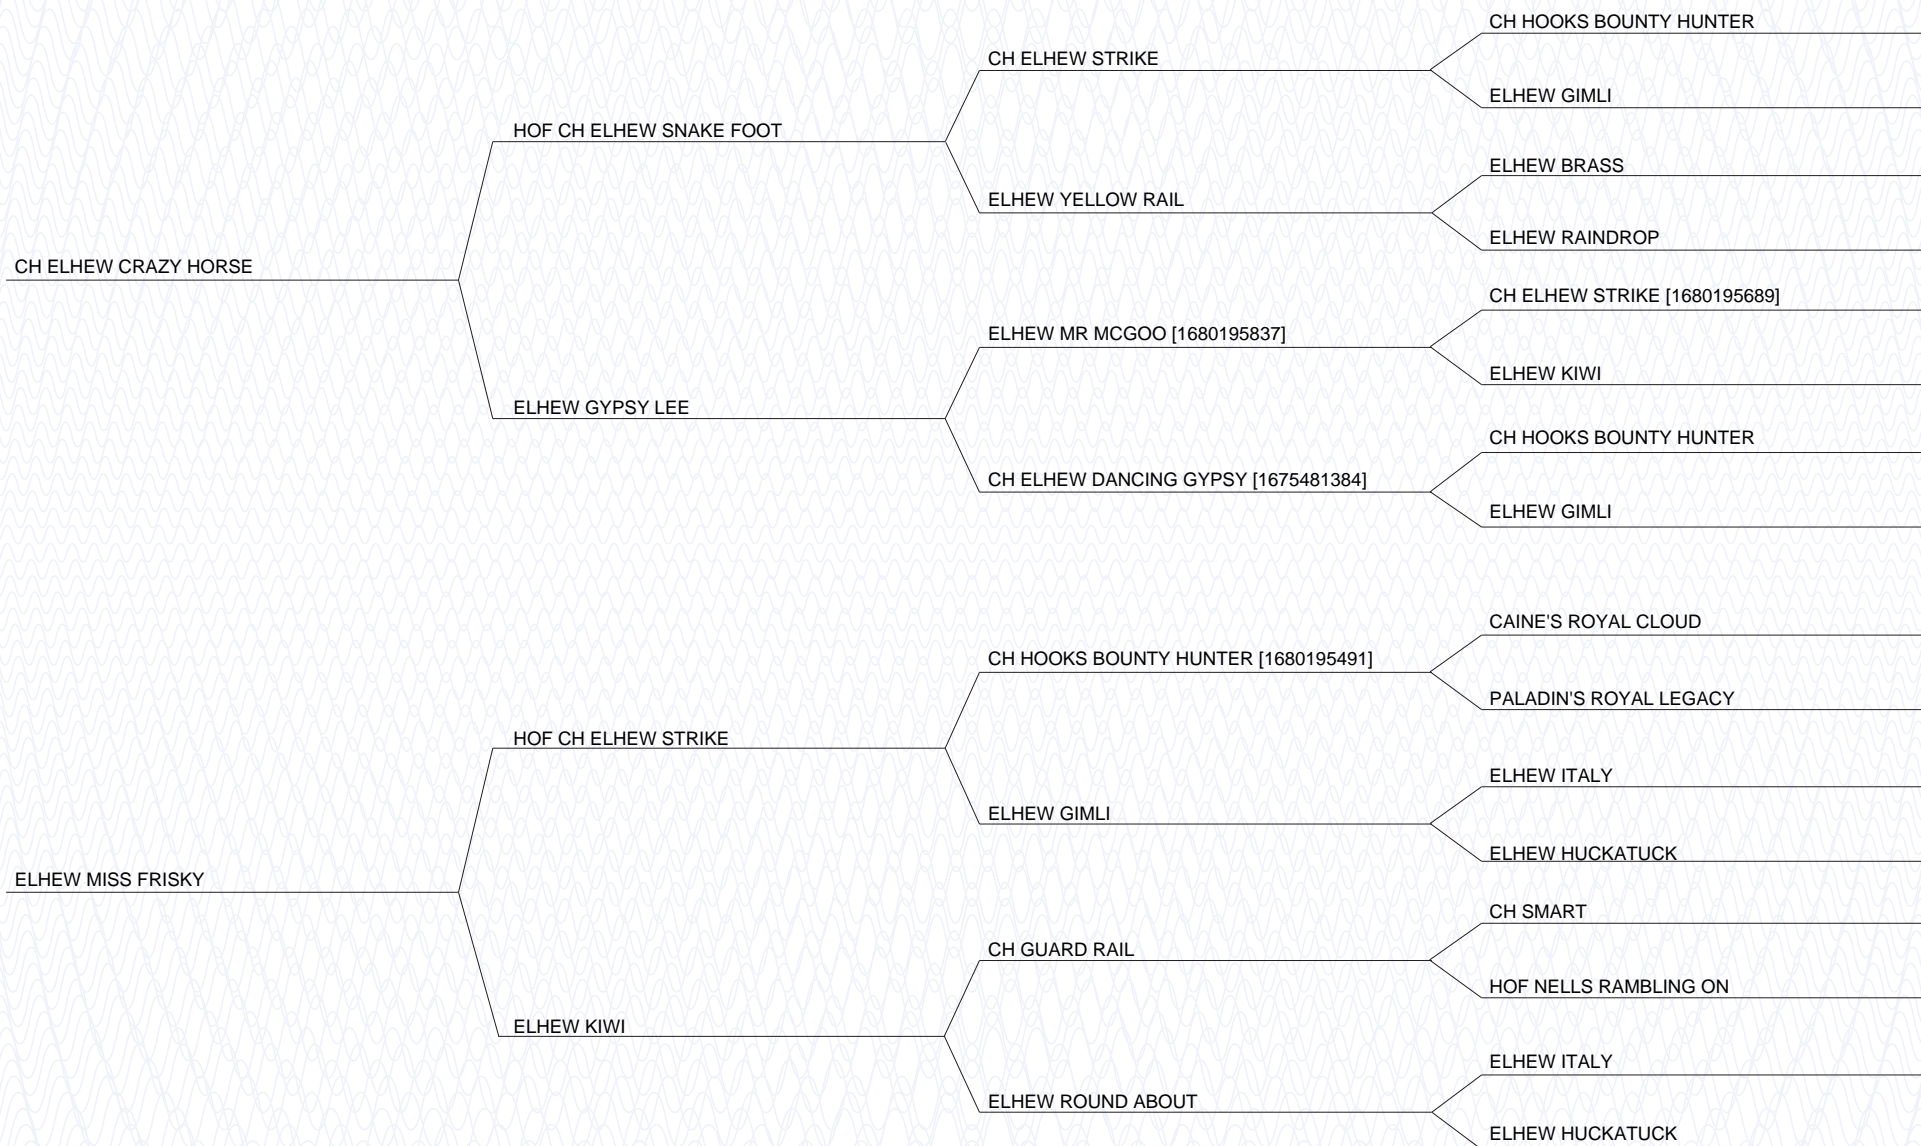 CH HOOKS BOUNTY HUNTER
CH ELHEW STRIKE
ELHEW GIMLI
HOF CH ELHEW SNAKE FOOT
ELHEW BRASS
ELHEW YELLOW RAIL
ELHEW RAINDROP
CH ELHEW CRAZY HORSE
CH ELHEW STRIKE [1680195689]
ELHEW MR MCGOO [1680195837]
ELHEW KIWI
ELHEW GYPSY LEE
CH HOOKS BOUNTY HUNTER
CH ELHEW DANCING GYPSY [1675481384]
ELHEW GIMLI
CAINE'S ROYAL CLOUD
CH HOOKS BOUNTY HUNTER [1680195491]
PALADIN'S ROYAL LEGACY
HOF CH ELHEW STRIKE
ELHEW ITALY
ELHEW GIMLI
ELHEW HUCKATUCK
ELHEW MISS FRISKY
CH SMART
CH GUARD RAIL
HOF NELLS RAMBLING ON
ELHEW KIWI
ELHEW ITALY
ELHEW ROUND ABOUT
ELHEW HUCKATUCK